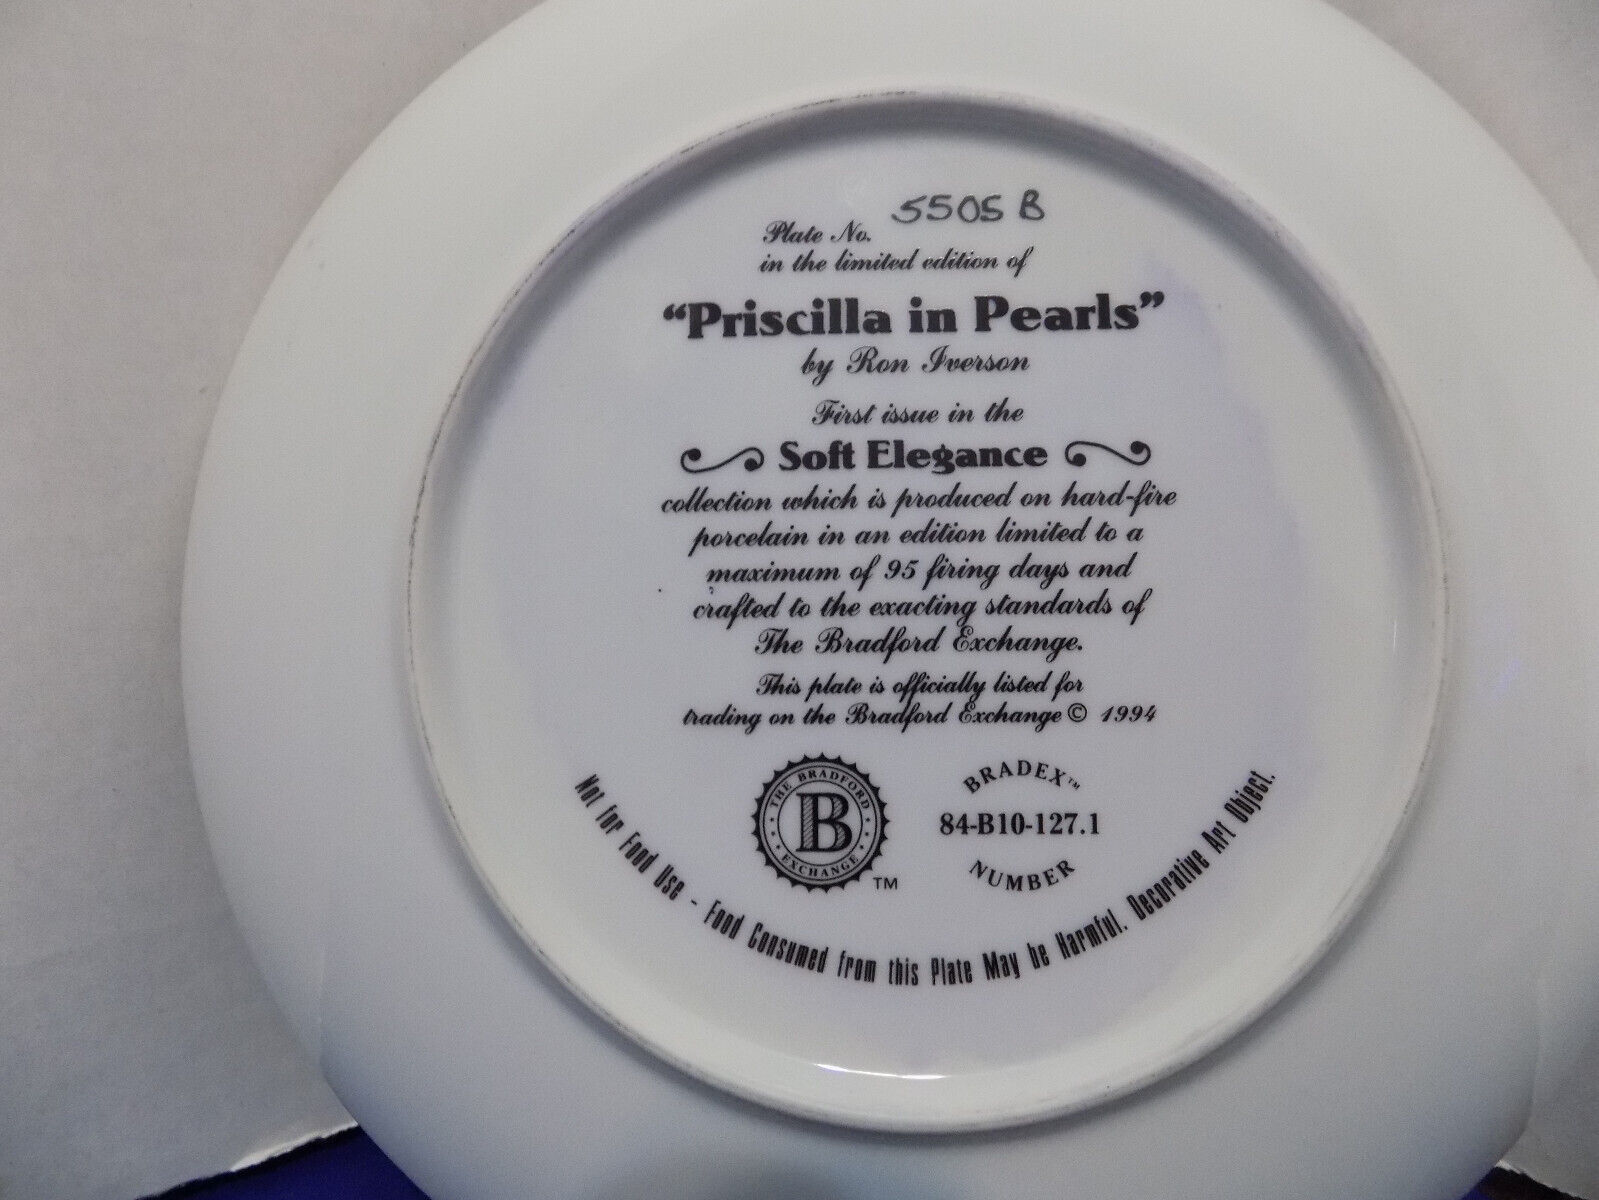 Plate No. 5505 B
in the limited edition of
"Priscilla in Pearls"
by Ron Iverson
First issue in the
Soft Elegance
collection which is produced on hard-fire
porcelain in an edition limited to a
maximum of 95 firing days and
crafted to the exacting standards of
The Bradford Exchange.
This plate is officially listed for
trading on the Bradford Exchange © 1994
THE BRADFORD
B
EXCHANGE
TM
BRADEX™
84-B10-127.1
NUMBER
Not for Food Use - Food Consumed from this Plate May be Harmful. Decorative Art Object.